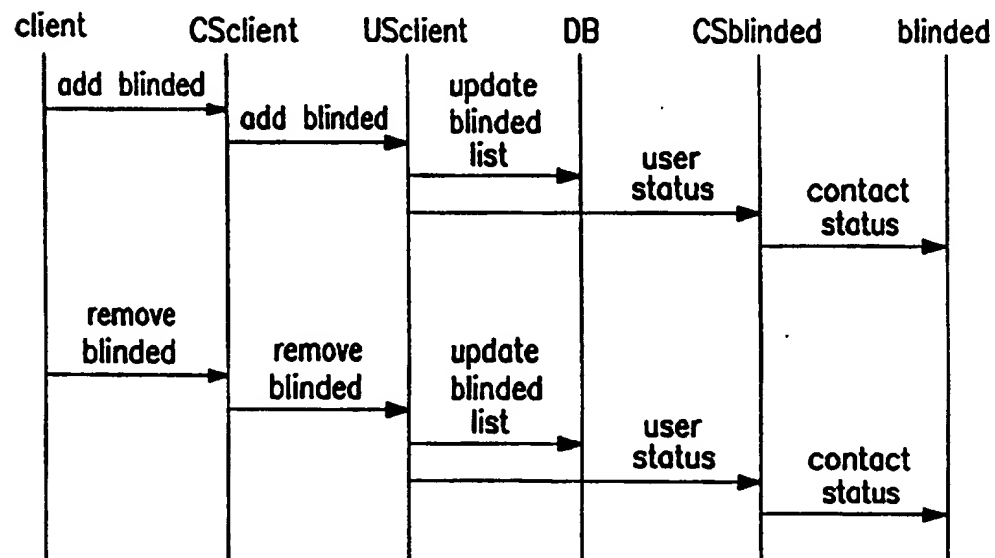 client CSclient USclient DB CSblinded blinded
add blinded
add blinded
update
blinded
list
user
status
contact
status
remove
blinded
remove
blinded
update
blinded
list
user
status
contact
status